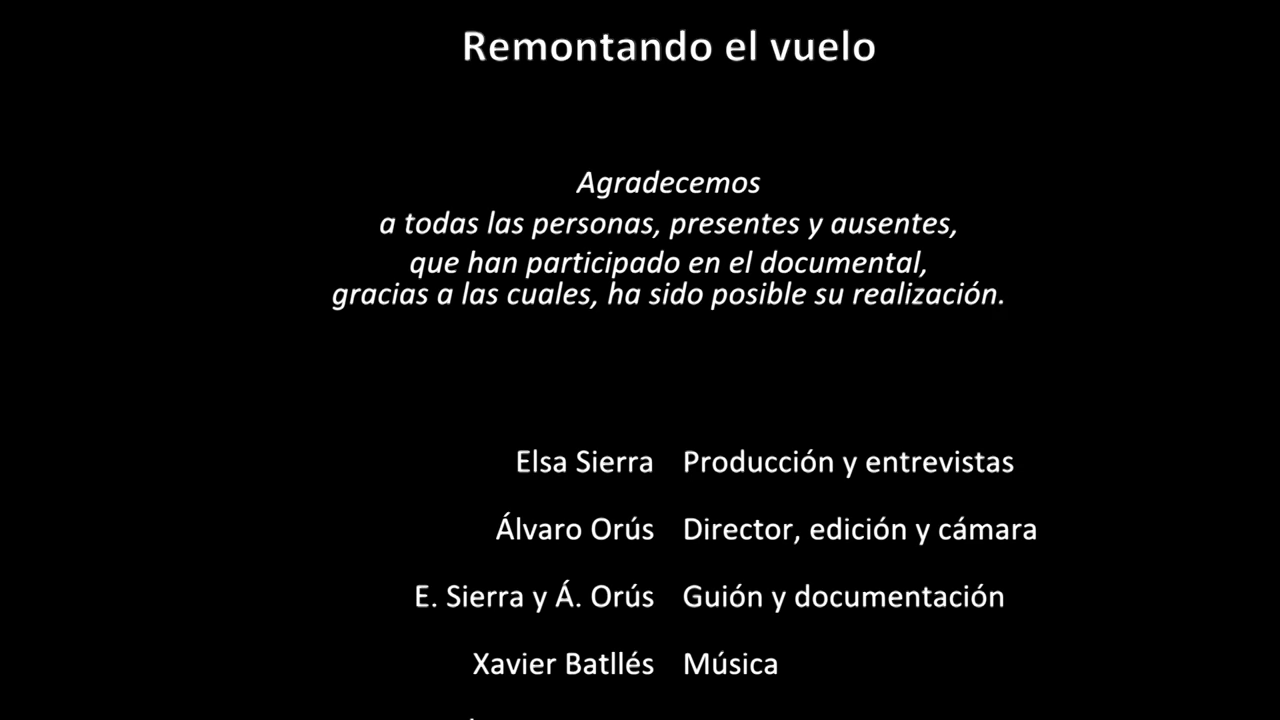 Remontando el vuelo
Agradecemos
a todas las personas, presentes y ausentes,
que han participado en el documental,
gracias a las cuales, ha sido posible su realización.
Elsa Sierra Producción y entrevistas
Álvaro Orús Director, edición y cámara
E. Sierra y Á. Orús Guión y documentación
Xavier Batllés Música